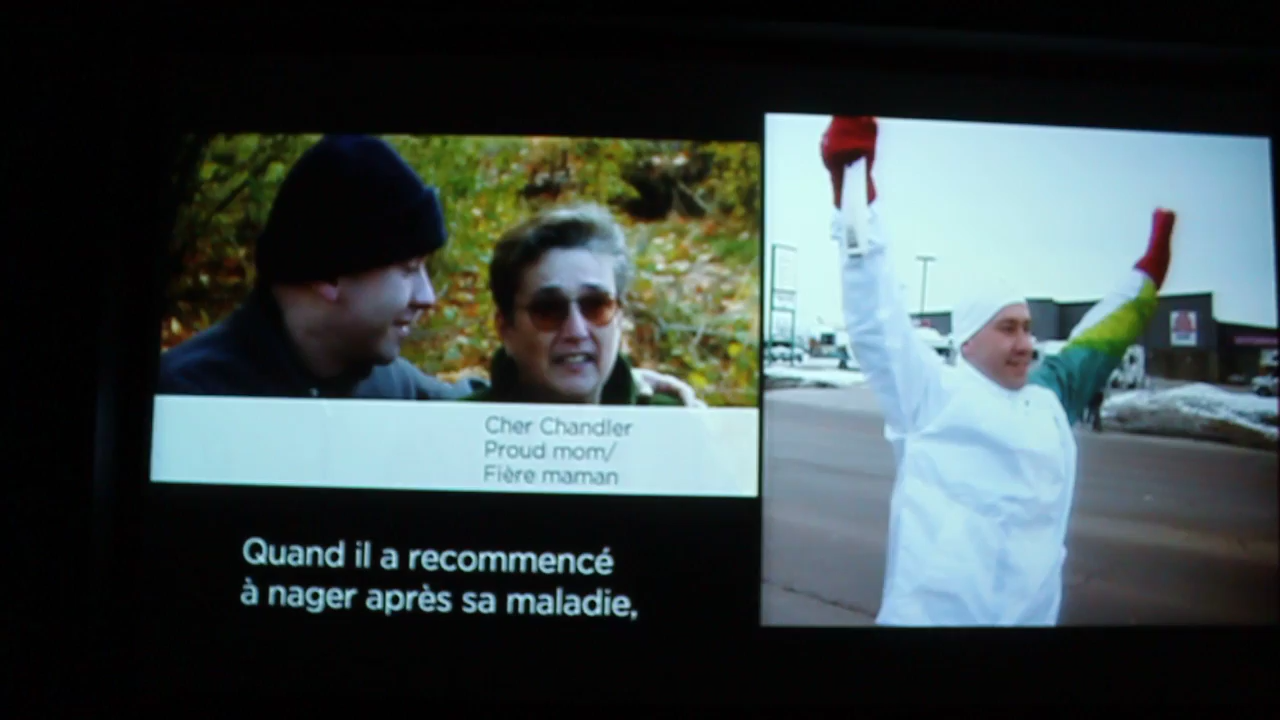 Cher Chandler
Proud mom/
Fière maman
Quand il a recommencé
à nager après sa maladie,